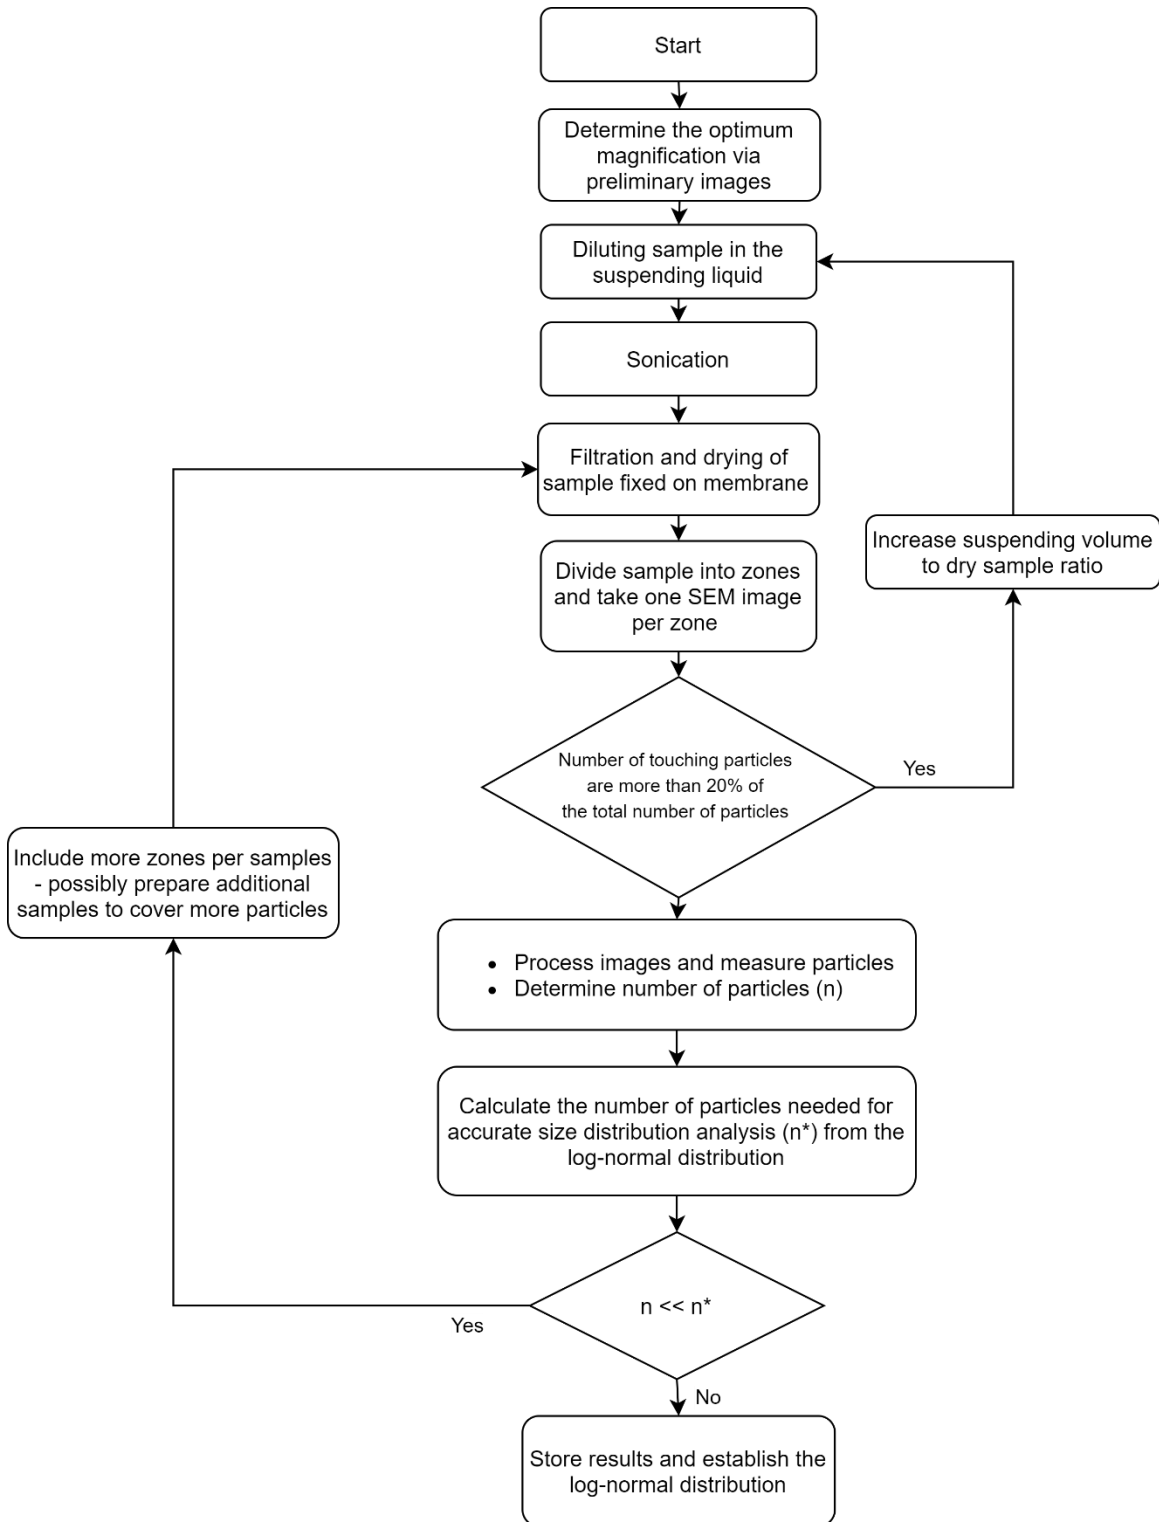 Start
Determine the optimum
magnification via
preliminary images
Diluting sample in the
suspending liquid
Sonication
Filtration and drying of
sample fixed on membrane
Increase suspending volume
to dry sample ratio
Divide sample into zones
and take one SEM image
per zone
Number of touching particles
are more than 20% of
the total number of particles
Yes
Include more zones per samples
- possibly prepare additional
samples to cover more particles
• Process images and measure particles
• Determine number of particles (n)
Calculate the number of particles needed for
accurate size distribution analysis (n*) from the
log-normal distribution
n << n*
Yes
No
Store results and establish the
log-normal distribution